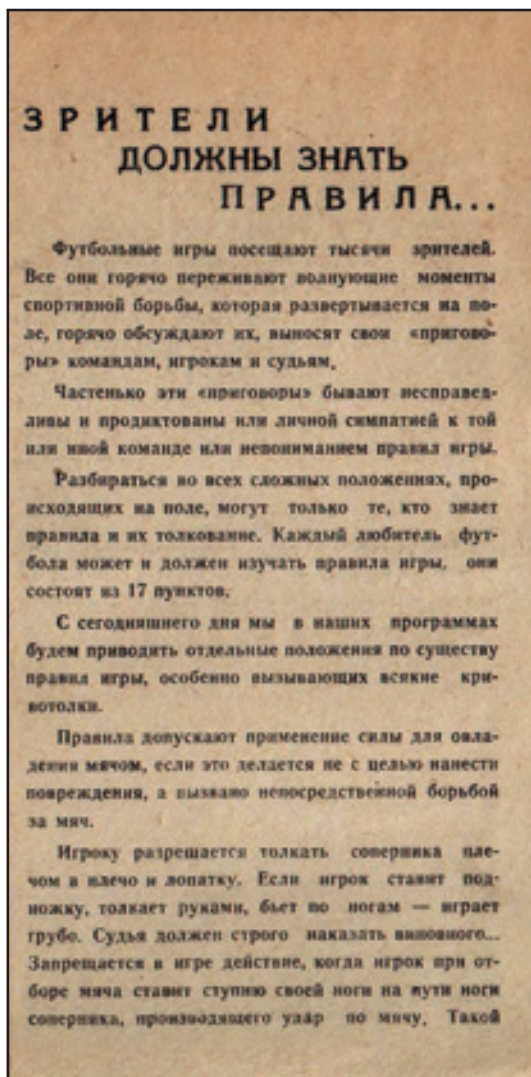 ЗРИТЕЛИ
ДОЛЖНЫ ЗНАТЬ
ПРАВИЛА...
Футбольные игры посещают тысячи зрителей.
Все они горячо переживают волнующие моменты
спортивной борьбы, которая развертывается на по-
ле, горячо обсуждают их, выносят свои «пригово-
ры» командам, игрокам и судьям.
Частенько эти «приговоры» бывают несправед-
ливы и продиктованы или личной симпатией к той
или иной команде или непониманием правил игры.
Разбираться во всех сложных положениях, про-
исходящих на поле, могут только те, кто знает
правила и их толкование. Каждый любитель фут-
бола может и должен изучать правила игры, они
состоят из 17 пунктов.
С сегодняшнего дня мы в наших программах
будем приводить отдельные положения по существу
правил игры, особенно вызывающих всякие кри-
вотолки.
Правила допускают применение силы для овла-
дения мячом, если это делается не с целью нанести
повреждения, а вызвано непосредственной борьбой
за мяч.
Игроку разрешается толкать соперника пле-
чом в плечо и лопатку. Если игрок ставит под-
ножку, толкает руками, бьет по ногам — играет
грубо. Судья должен строго наказать виновного...
Запрещается в игре действие, когда игрок при от-
боре мяча ставит ступню своей ноги на пути ноги
соперника, производящего удар по мячу. Такой